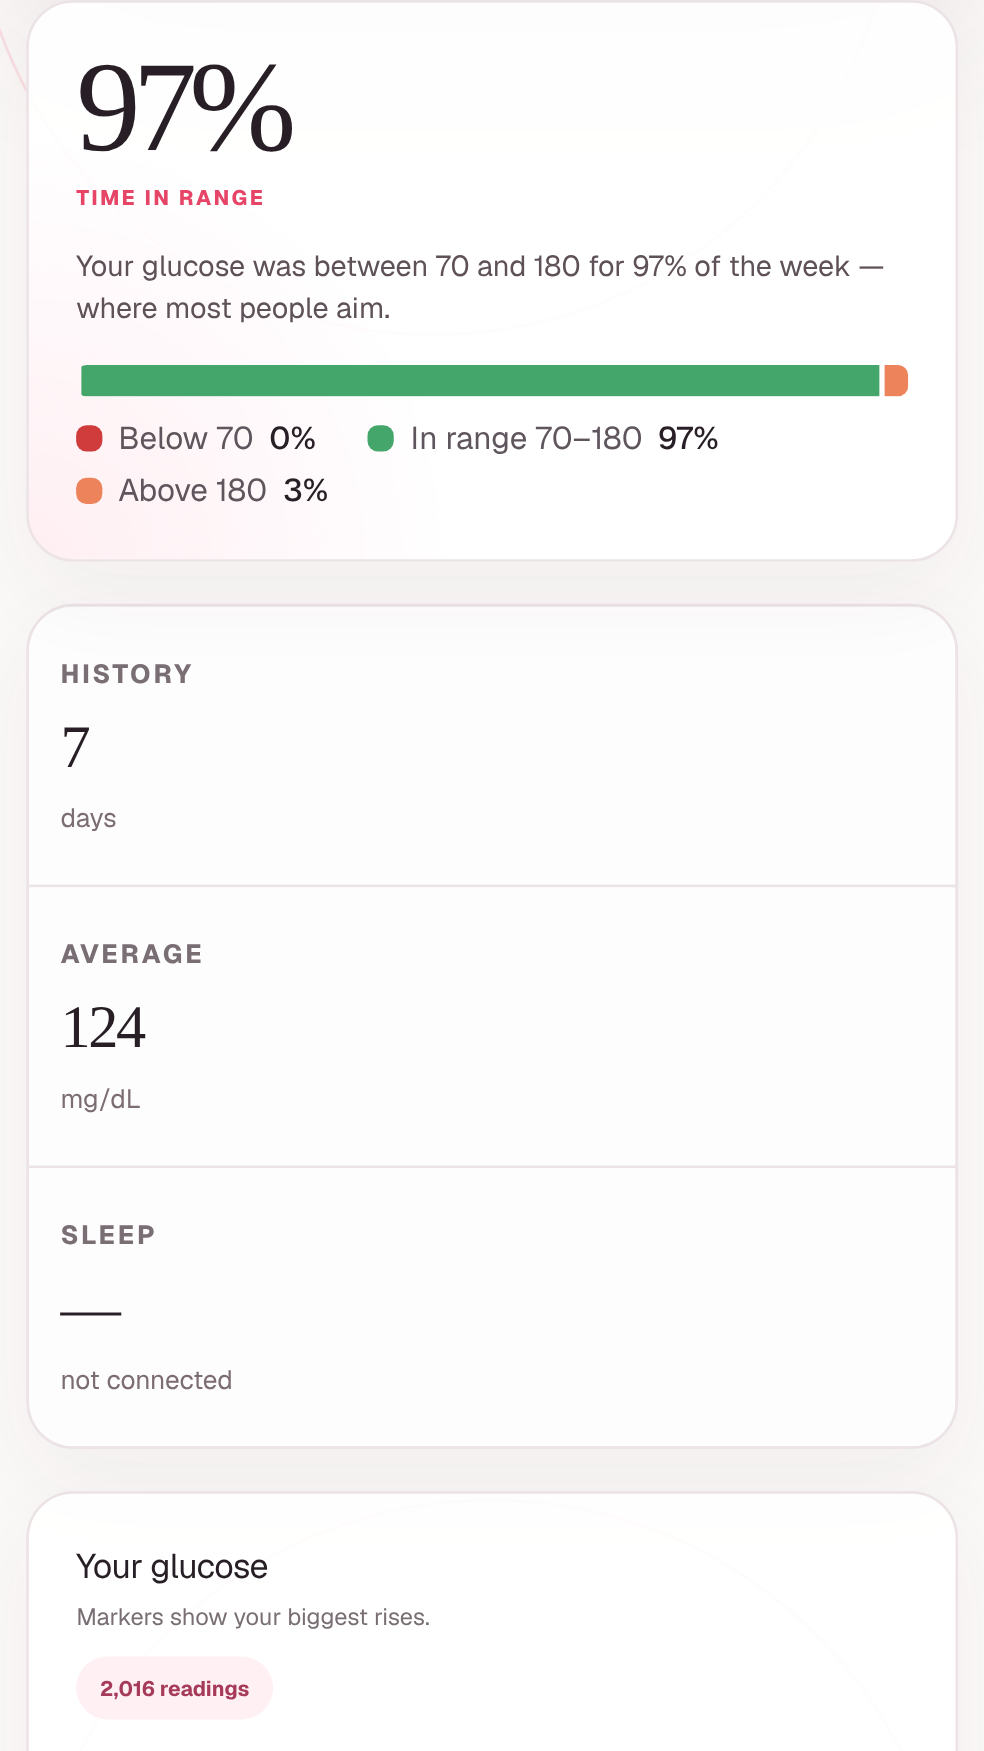 97%
TIME IN RANGE
Your glucose was between 70 and 180 for 97% of the week —
where most people aim.
Below 70 0% In range 70–180 97%
Above 180 3%
HISTORY
7
days
AVERAGE
124
mg/dL
SLEEP
—
not connected
Your glucose
Markers show your biggest rises.
2,016 readings